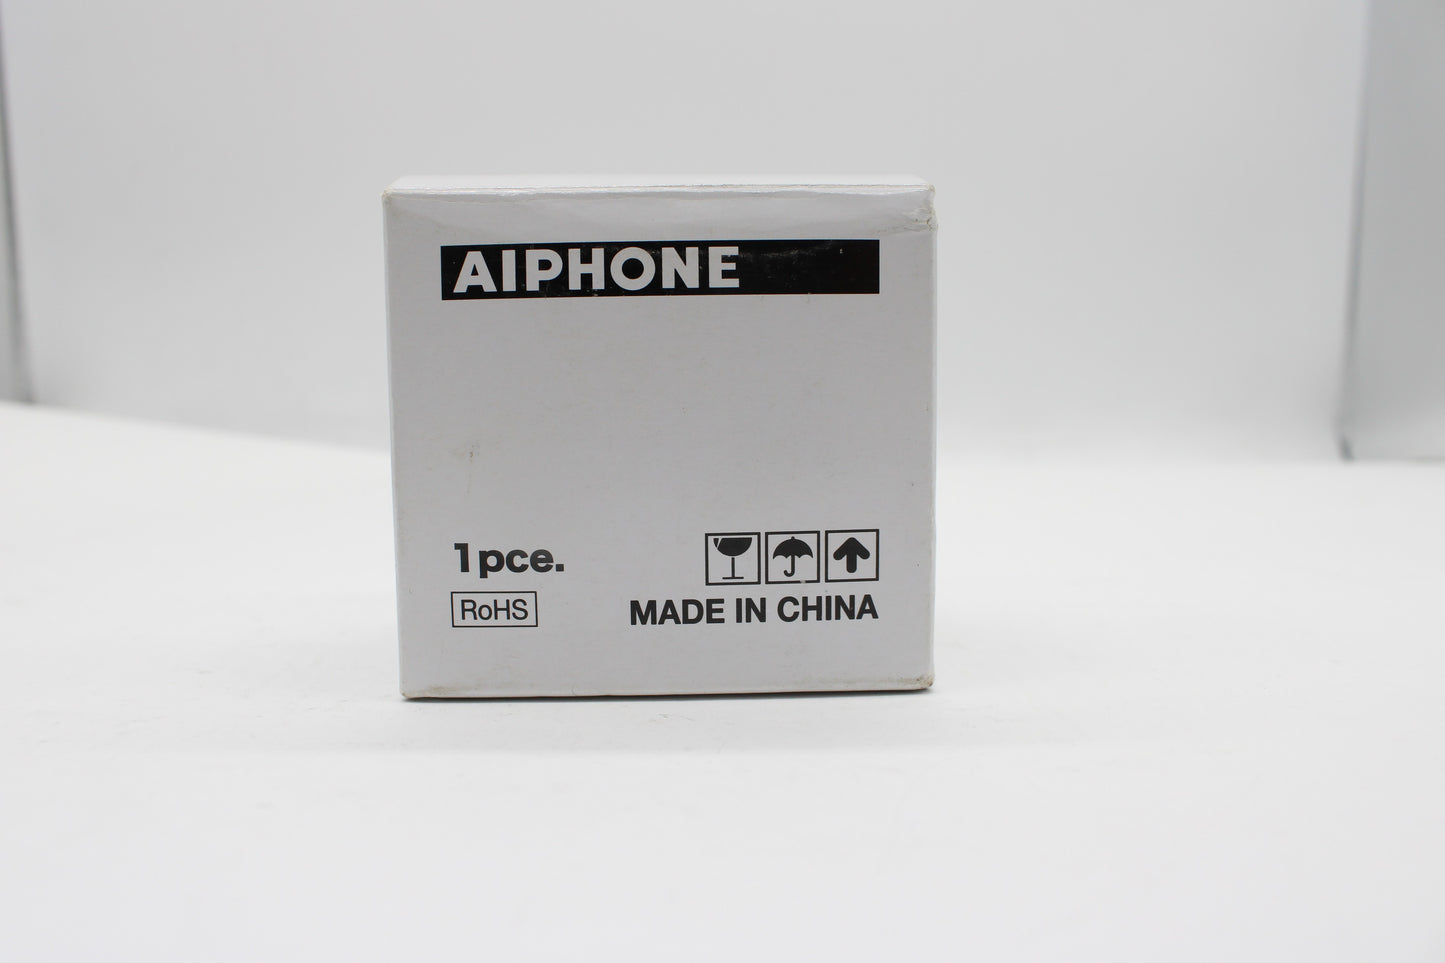 AIPHONE
1pce.
RoHS
MADE IN CHINA